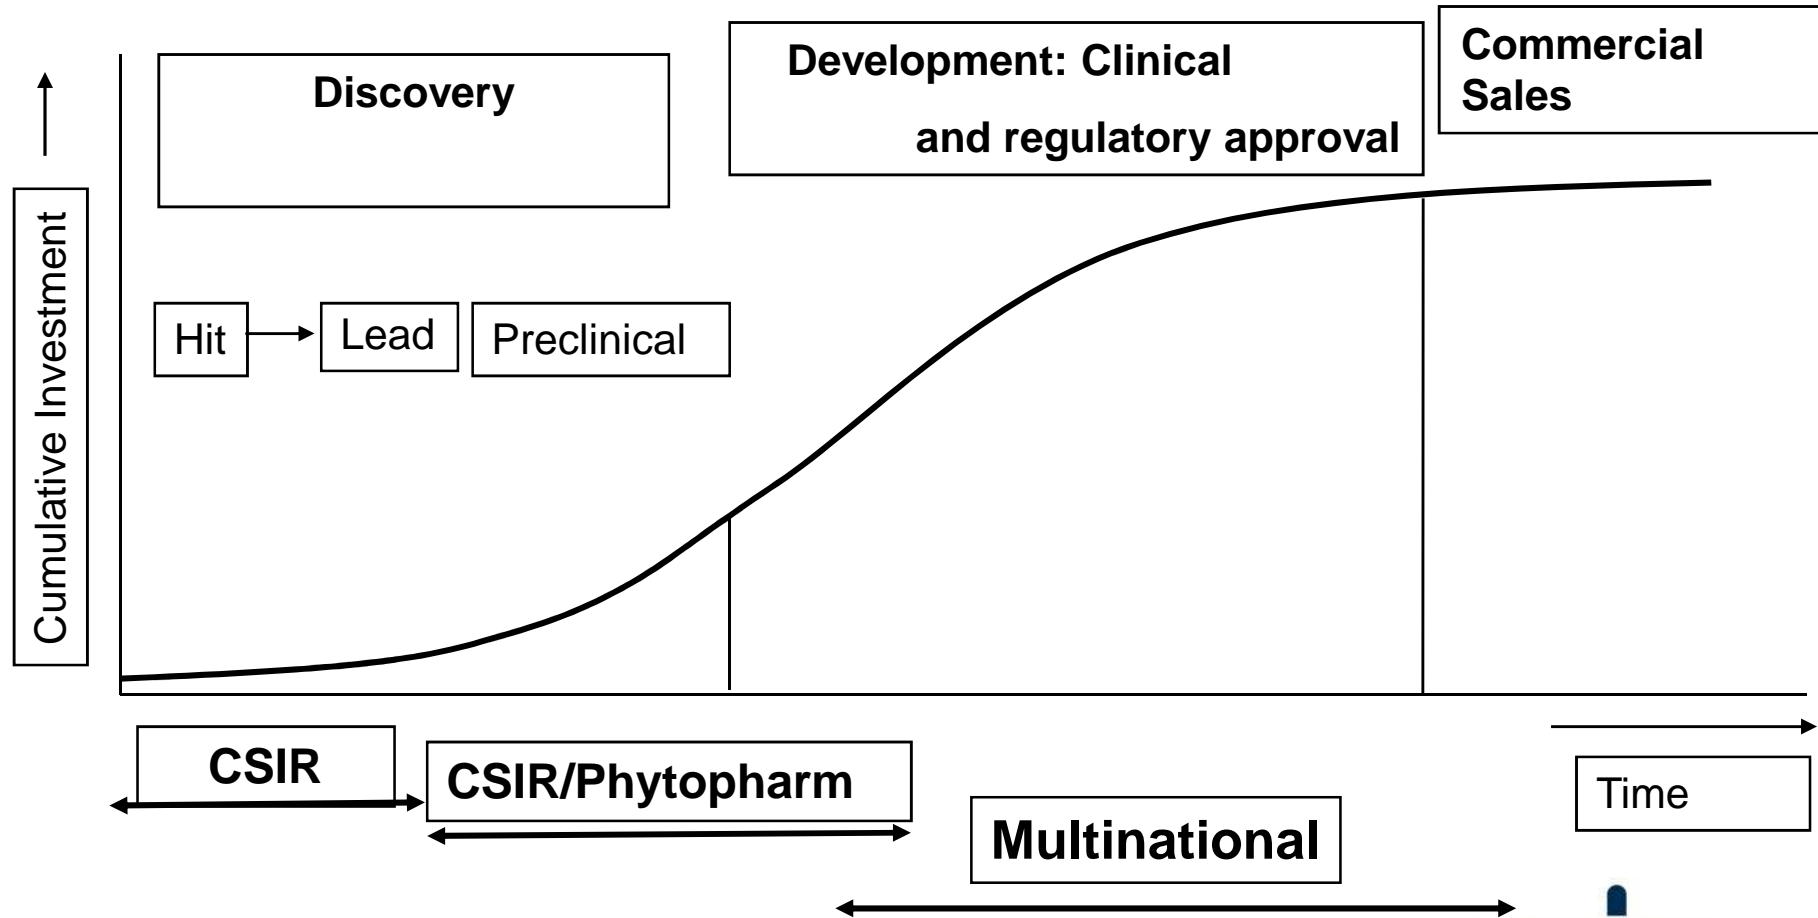 Discovery
Development: Clinical
and regulatory approval
Commercial
Sales
Cumulative Investment
Hit
Lead
Preclinical
CSIR
CSIR/Phytopharm
Multinational
Time